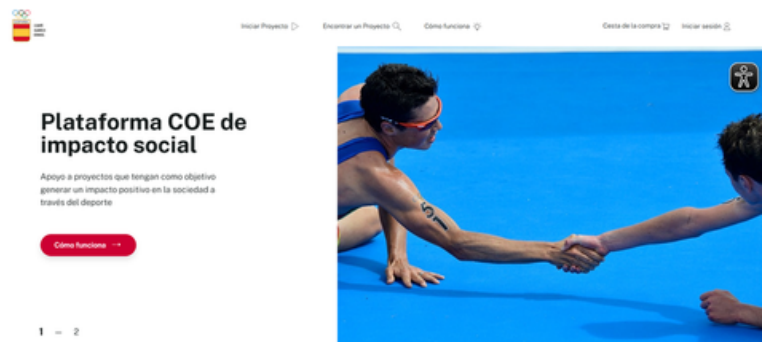 Iniciar Proyecto
Encontrar un Proyecto
Cómo funciona
Cesta de la compra
Iniciar sesión
Plataforma COE de
impacto social
Apoyo a proyectos que tengan como objetivo
generar un impacto positivo en la sociedad a
través del deporte
Cómo funciona →
1 — 2
51